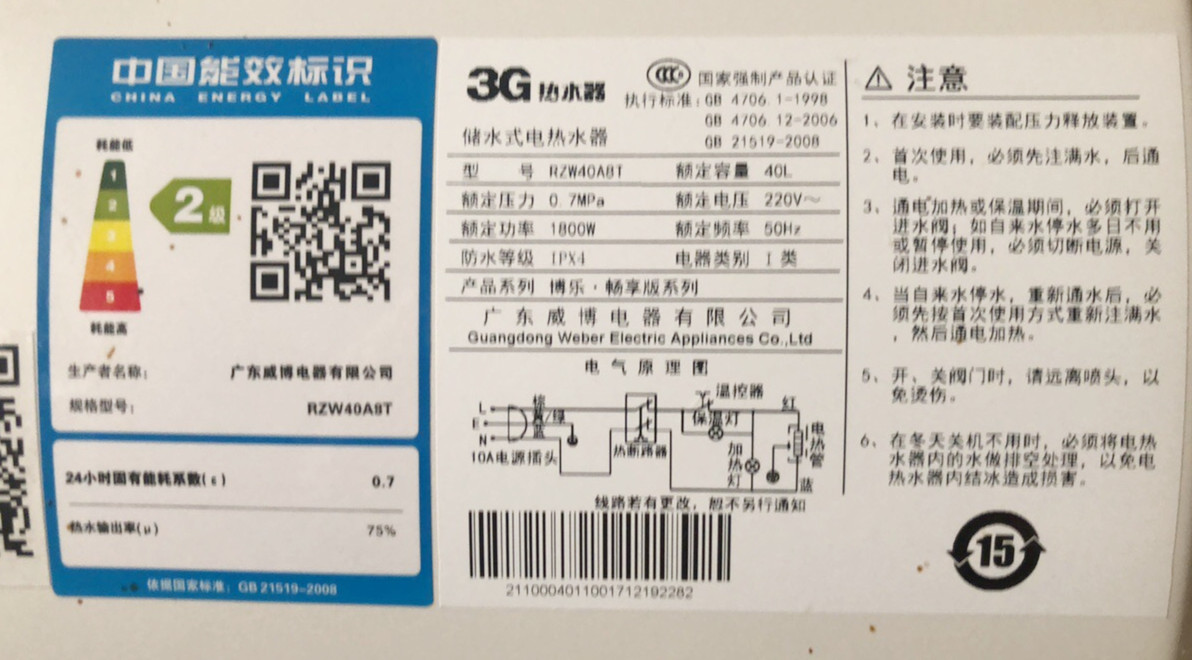 中国能效标识
CHINA ENERGY LABEL
耗能低
1
2
3
4
5
耗能高
2级
生产者名称：
广东威博电器有限公司
规格型号：
RZW40A8T
24小时固有能耗系数(ε)
0.7
热水输出率(μ)
75%
依据国家标准：GB 21519-2008
3G 热水器
CCC 国家强制产品认证
执行标准：GB 4706.1-1998
GB 4706.12-2006
GB 21519-2008
储水式电热水器
型 号 RZW40A8T 额定容量 40L
额定压力 0.7MPa 额定电压 220V～
额定功率 1800W 额定频率 50Hz
防水等级 IPX4 电器类别 I 类
产品系列 博乐·畅享版系列
广东威博电器有限公司
Guangdong Weber Electric Appliances Co.,Ltd
电气原理图
L
E
N
棕
黄/绿
蓝
10A电源插头
热断路器
温控器
保温灯
加热灯
红
电热管
蓝
线路若有更改，恕不另行通知
2110004011001712192282
注意
1、在安装时要装配压力释放装置。
2、首次使用，必须先注满水，后通
电。
3、通电加热或保温期间，必须打开
进水阀；如自来水停水多日不用
或暂停使用，必须切断电源，关
闭进水阀。
4、当自来水停水，重新通水后，必
须先按首次使用方式重新注满水
，然后通电加热。
5、开、关阀门时，请远离喷头，以
免烫伤。
6、在冬天关机不用时，必须将电热
水器内的水做排空处理，以免电
热水器内结冰造成损害。
15